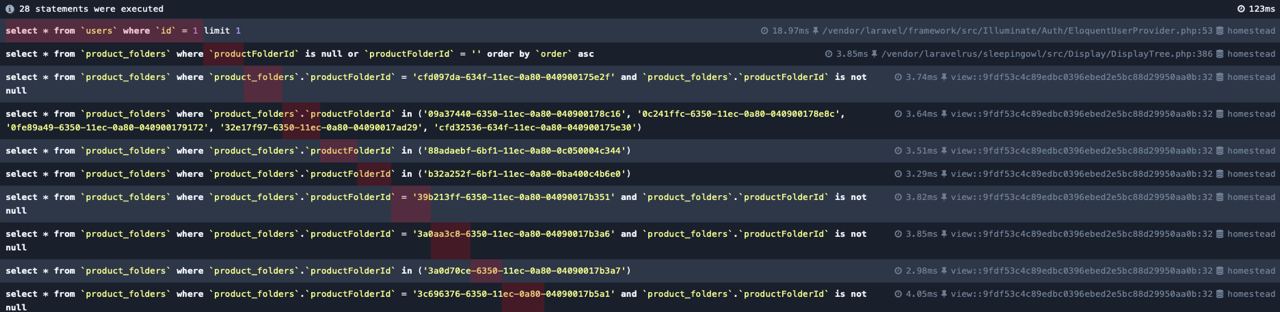 28 statements were executed 123ms
select * from `users` where `id` = 1 limit 1 18.97ms /vendor/laravel/framework/src/Illuminate/Auth/EloquentUserProvider.php:53 homestead
select * from `product_folders` where `productFolderId` is null or `productFolderId` = '' order by `order` asc 3.85ms /vendor/laravelrus/sleepingowl/src/Display/DisplayTree.php:386 homestead
select * from `product_folders` where `product_folders`.`productFolderId` = 'cfd097da-634f-11ec-0a80-040900175e2f' and `product_folders`.`productFolderId` is not 3.74ms view::9fdf53c4c89edbc0396ebed2e5bc88d29950aa0b:32 homestead
null
select * from `product_folders` where `product_folders`.`productFolderId` in ('09a37440-6350-11ec-0a80-040900178c16', '0c241ffc-6350-11ec-0a80-040900178e8c', 3.64ms view::9fdf53c4c89edbc0396ebed2e5bc88d29950aa0b:32 homestead
'0fe89a49-6350-11ec-0a80-040900179172', '32e17f97-6350-11ec-0a80-04090017ad29', 'cfd32536-634f-11ec-0a80-040900175e30')
select * from `product_folders` where `product_folders`.`productFolderId` in ('88adaebf-6bf1-11ec-0a80-0c050004c344') 3.51ms view::9fdf53c4c89edbc0396ebed2e5bc88d29950aa0b:32 homestead
select * from `product_folders` where `product_folders`.`productFolderId` in ('b32a252f-6bf1-11ec-0a80-0ba400c4b6e0') 3.29ms view::9fdf53c4c89edbc0396ebed2e5bc88d29950aa0b:32 homestead
select * from `product_folders` where `product_folders`.`productFolderId` = '39b213ff-6350-11ec-0a80-04090017b351' and `product_folders`.`productFolderId` is not 3.82ms view::9fdf53c4c89edbc0396ebed2e5bc88d29950aa0b:32 homestead
null
select * from `product_folders` where `product_folders`.`productFolderId` = '3a0aa3c8-6350-11ec-0a80-04090017b3a6' and `product_folders`.`productFolderId` is not 3.85ms view::9fdf53c4c89edbc0396ebed2e5bc88d29950aa0b:32 homestead
null
select * from `product_folders` where `product_folders`.`productFolderId` in ('3a0d70ce-6350-11ec-0a80-04090017b3a7') 2.98ms view::9fdf53c4c89edbc0396ebed2e5bc88d29950aa0b:32 homestead
select * from `product_folders` where `product_folders`.`productFolderId` = '3c696376-6350-11ec-0a80-04090017b5a1' and `product_folders`.`productFolderId` is not 4.05ms view::9fdf53c4c89edbc0396ebed2e5bc88d29950aa0b:32 homestead
null